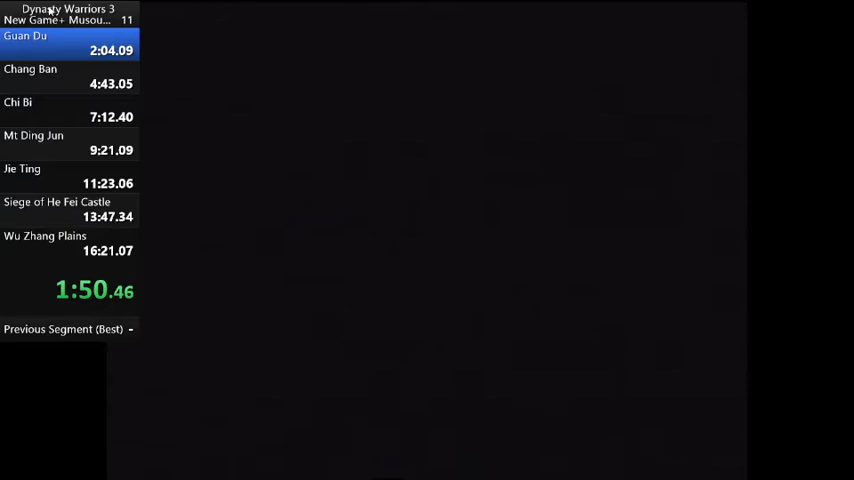 Dynasty Warriors 3
New Game+ Musou... 11
Guan Du
2:04.09
Chang Ban
4:43.05
Chi Bi
7:12.40
Mt Ding Jun
9:21.09
Jie Ting
11:23.06
Siege of He Fei Castle
13:47.34
Wu Zhang Plains
16:21.07
1:50.46
Previous Segment (Best) -